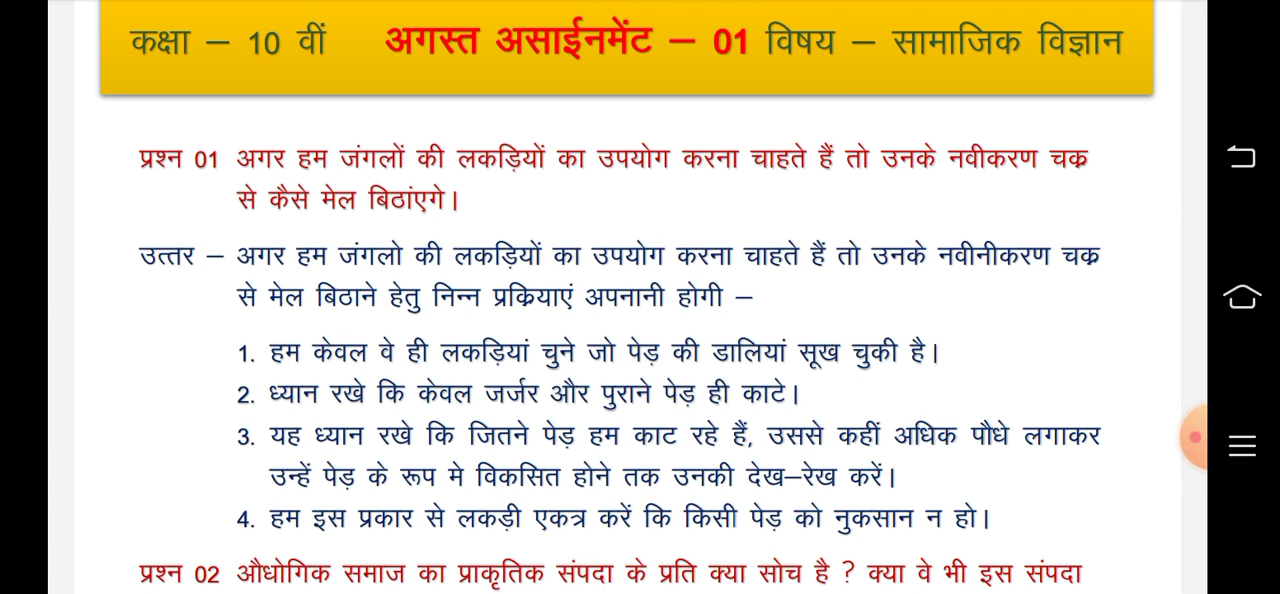 कक्षा – 10 वीं अगस्त असाईनमेंट – 01 विषय – सामाजिक विज्ञान
प्रश्न 01 अगर हम जंगलों की लकड़ियों का उपयोग करना चाहते हैं तो उनके नवीकरण चक्र
से कैसे मेल बिठांएगे।
उत्तर – अगर हम जंगलो की लकड़ियों का उपयोग करना चाहते हैं तो उनके नवीनीकरण चक्र
से मेल बिठाने हेतु निन्न प्रक्रियाएं अपनानी होगी –
1. हम केवल वे ही लकड़ियां चुने जो पेड़ की डालियां सूख चुकी है।
2. ध्यान रखे कि केवल जर्जर और पुराने पेड़ ही काटे।
3. यह ध्यान रखे कि जितने पेड़ हम काट रहे हैं, उससे कहीं अधिक पौधे लगाकर
उन्हें पेड़ के रूप मे विकसित होने तक उनकी देख–रेख करें।
4. हम इस प्रकार से लकड़ी एकत्र करें कि किसी पेड़ को नुकसान न हो।
प्रश्न 02 औधोगिक समाज का प्राकृतिक संपदा के प्रति क्या सोच है ? क्या वे भी इस संपदा